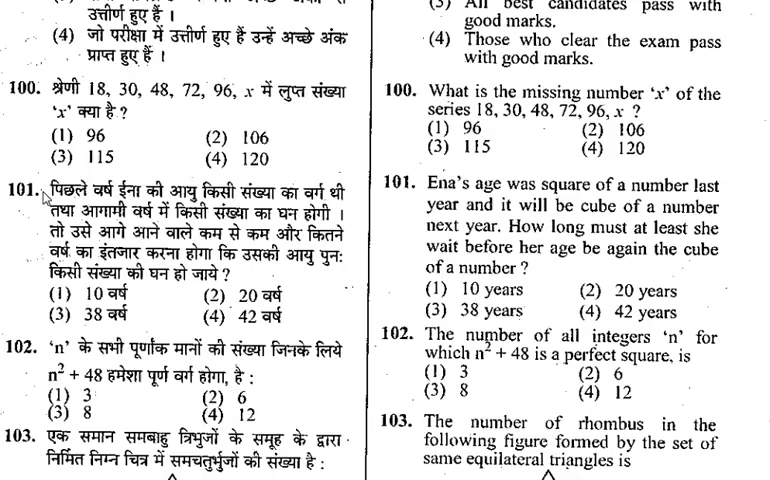 उत्तीर्ण हुए हैं ।
(4) जो परीक्षा में उत्तीर्ण हुए हैं उन्हें अच्छे अंक
प्राप्त हुए हैं ।
100. श्रेणी 18, 30, 48, 72, 96, x में लुप्त संख्या
'x' क्या है ?
(1) 96 (2) 106
(3) 115 (4) 120
101. पिछले वर्ष ईना की आयु किसी संख्या का वर्ग थी
तथा आगामी वर्ष में किसी संख्या का घन होगी ।
तो उसे आगे आने वाले कम से कम और कितने
वर्ष का इंतजार करना होगा कि उसकी आयु पुनः
किसी संख्या की घन हो जाये ?
(1) 10 वर्ष (2) 20 वर्ष
(3) 38 वर्ष (4) 42 वर्ष
102. 'n' के सभी पूर्णांक मानों की संख्या जिनके लिये
n² + 48 हमेशा पूर्ण वर्ग होगा, है :
(1) 3 (2) 6
(3) 8 (4) 12
103. एक समान समबाहु त्रिभुजों के समूह के द्वारा
निर्मित निम्न चित्र में समचतुर्भुजों की संख्या है :
(3) All best candidates pass with
good marks.
(4) Those who clear the exam pass
with good marks.
100. What is the missing number 'x' of the
series 18, 30, 48, 72, 96, x ?
(1) 96 (2) 106
(3) 115 (4) 120
101. Ena's age was square of a number last
year and it will be cube of a number
next year. How long must at least she
wait before her age be again the cube
of a number ?
(1) 10 years (2) 20 years
(3) 38 years (4) 42 years
102. The number of all integers 'n' for
which n² + 48 is a perfect square, is
(1) 3 (2) 6
(3) 8 (4) 12
103. The number of rhombus in the
following figure formed by the set of
same equilateral triangles is